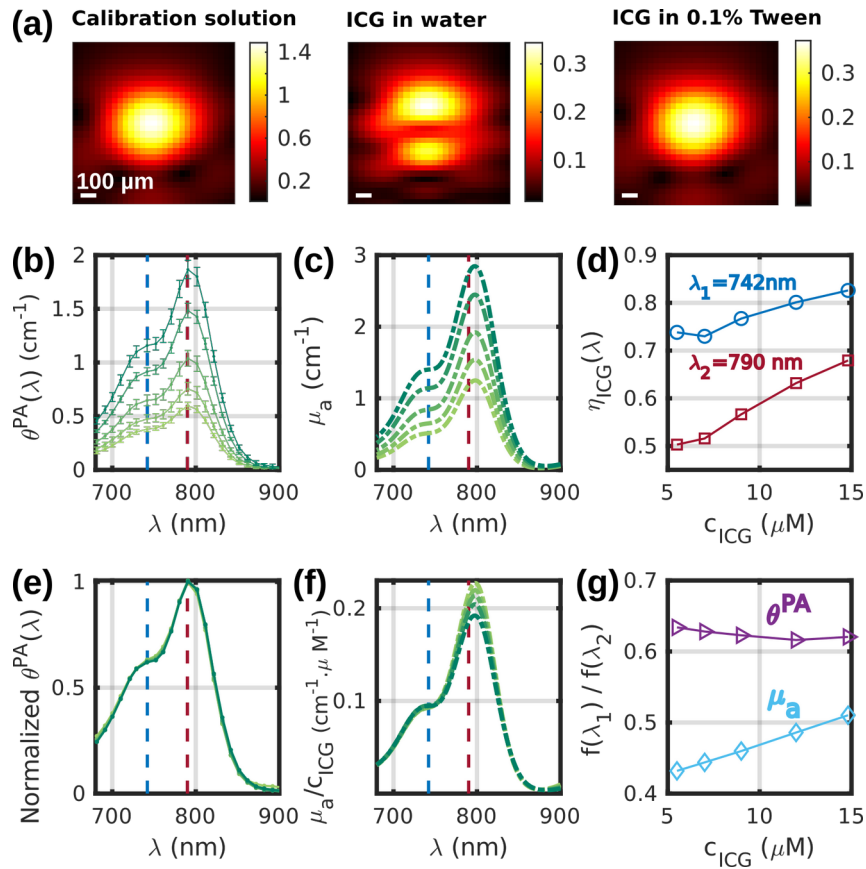 (a)
Calibration solution
ICG in water
ICG in 0.1% Tween
1.4
1
0.6
0.2
100 µm
0.3
0.2
0.1
0.3
0.2
0.1
(b)
2
1.5
1
0.5
0
θ^PA(λ) (cm⁻¹)
700 800 900
λ (nm)
(c)
3
2
1
0
μ_a (cm⁻¹)
700 800 900
λ (nm)
(d)
0.9
0.8
0.7
0.6
0.5
η_ICG(λ)
λ₁=742nm
λ₂=790 nm
5 10 15
c_ICG (μM)
(e)
1
0.5
0
Normalized θ^PA(λ)
700 800 900
λ (nm)
(f)
0.2
0.1
0
μ_a/c_ICG (cm⁻¹.μ M⁻¹)
700 800 900
λ (nm)
(g)
0.7
0.6
0.5
0.4
f(λ₁) / f(λ₂)
θ^PA
μ_a
5 10 15
c_ICG (μM)